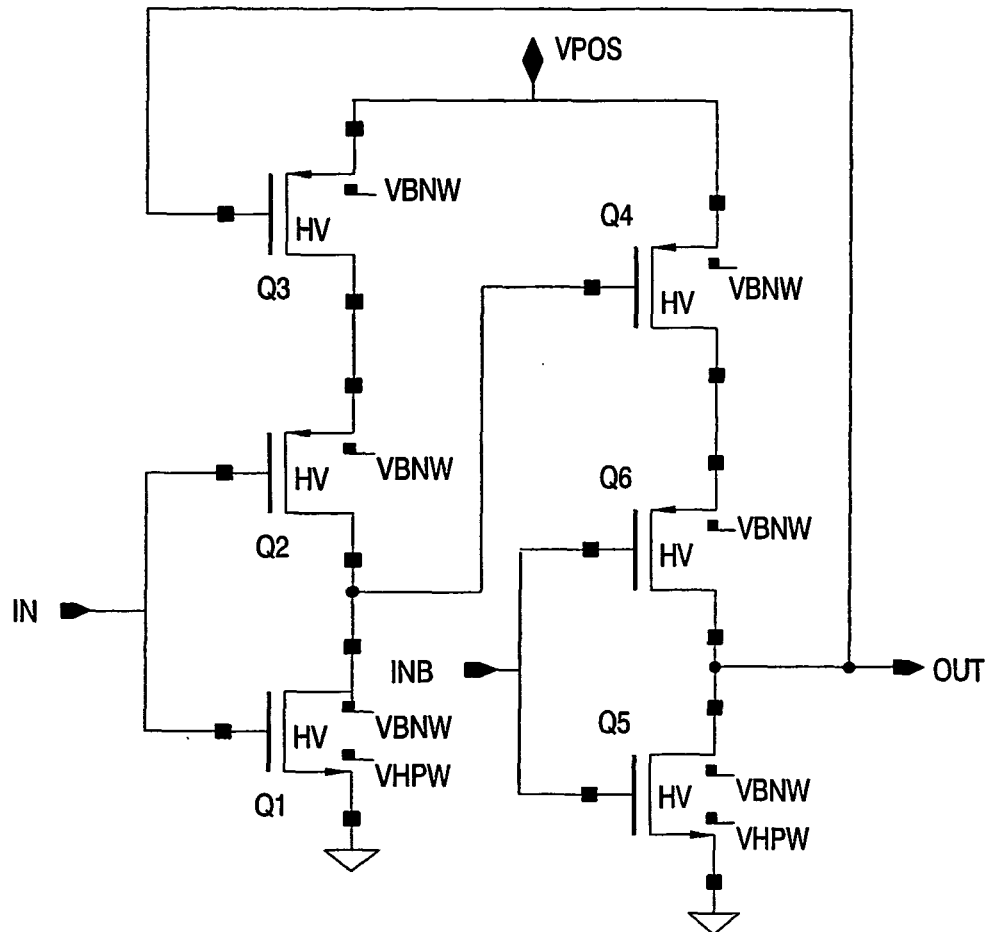 VPOS
VBNW
HV
Q3
Q4
VBNW
HV
VBNW
HV
Q2
Q6
VBNW
HV
IN
INB
OUT
VBNW
HV
VHPW
Q1
Q5
VBNW
HV
VHPW